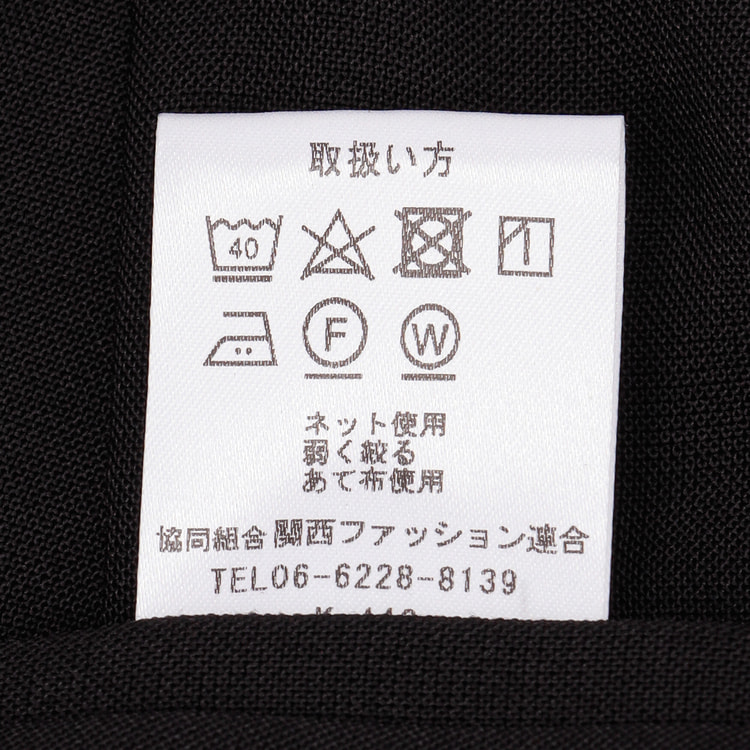 取扱い方
40
F
W
ネット使用
弱く絞る
あて布使用
協同組合 関西ファッション連合
TEL06-6228-8139